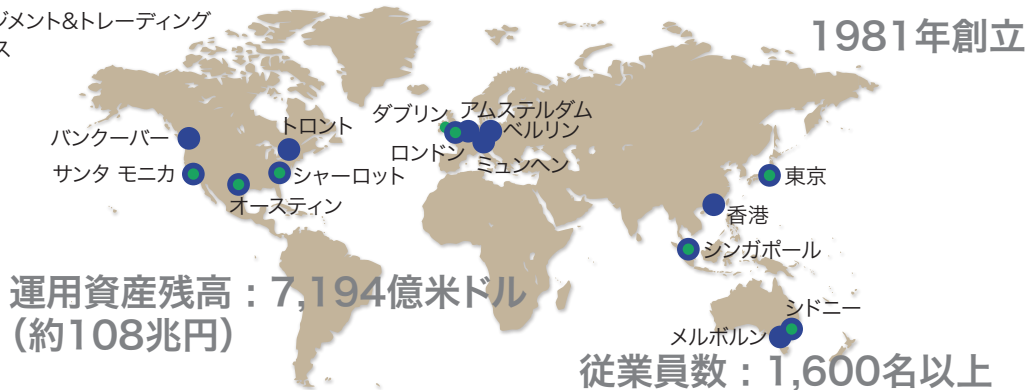 ジメント&トレーディング
ス
1981年創立
ダブリン
アムステルダム
ベルリン
ロンドン
ミュンヘン
バンクーバー
トロント
サンタ モニカ
シャーロット
オースティン
東京
香港
シンガポール
運用資産残高：7,194億米ドル
（約108兆円）
シドニー
メルボルン
従業員数：1,600名以上